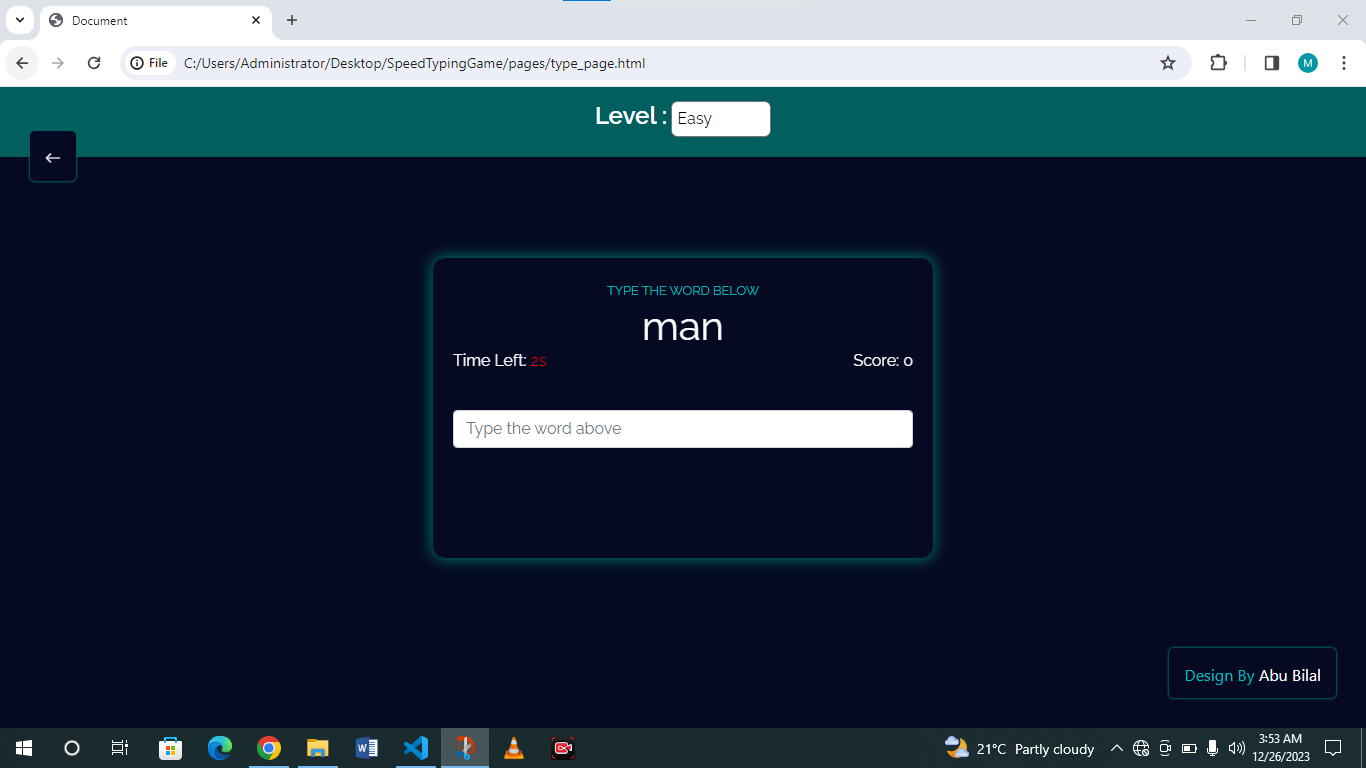 Document
File
C:/Users/Administrator/Desktop/SpeedTypingGame/pages/type_page.html
M
Level : Easy
TYPE THE WORD BELOW
man
Time Left: 2s
Score: 0
Type the word above
Design By Abu Bilal
21°C Partly cloudy
3:53 AM
12/26/2023